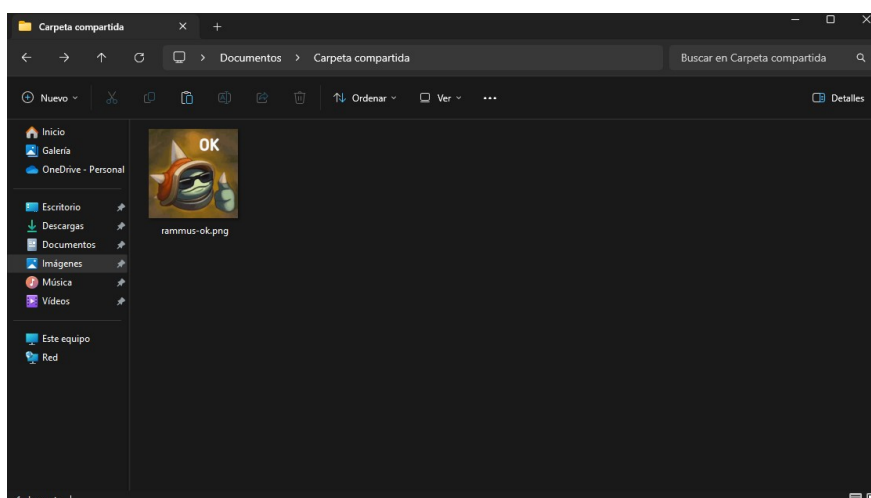 Carpeta compartida
Documentos > Carpeta compartida
Buscar en Carpeta compartida
Nuevo
Ordenar
Ver
Detalles
Inicio
Galería
OneDrive - Personal
Escritorio
Descargas
Documentos
Imágenes
Música
Vídeos
Este equipo
Red
OK
rammus-ok.png